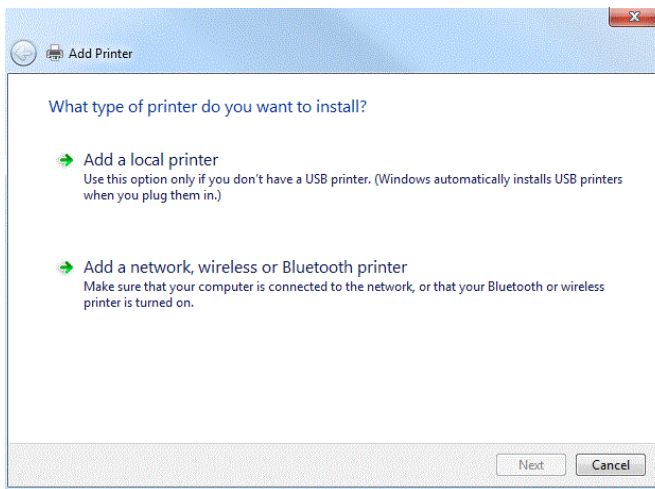 Add Printer
What type of printer do you want to install?
Add a local printer
Use this option only if you don't have a USB printer. (Windows automatically installs USB printers
when you plug them in.)
Add a network, wireless or Bluetooth printer
Make sure that your computer is connected to the network, or that your Bluetooth or wireless
printer is turned on.
Next
Cancel